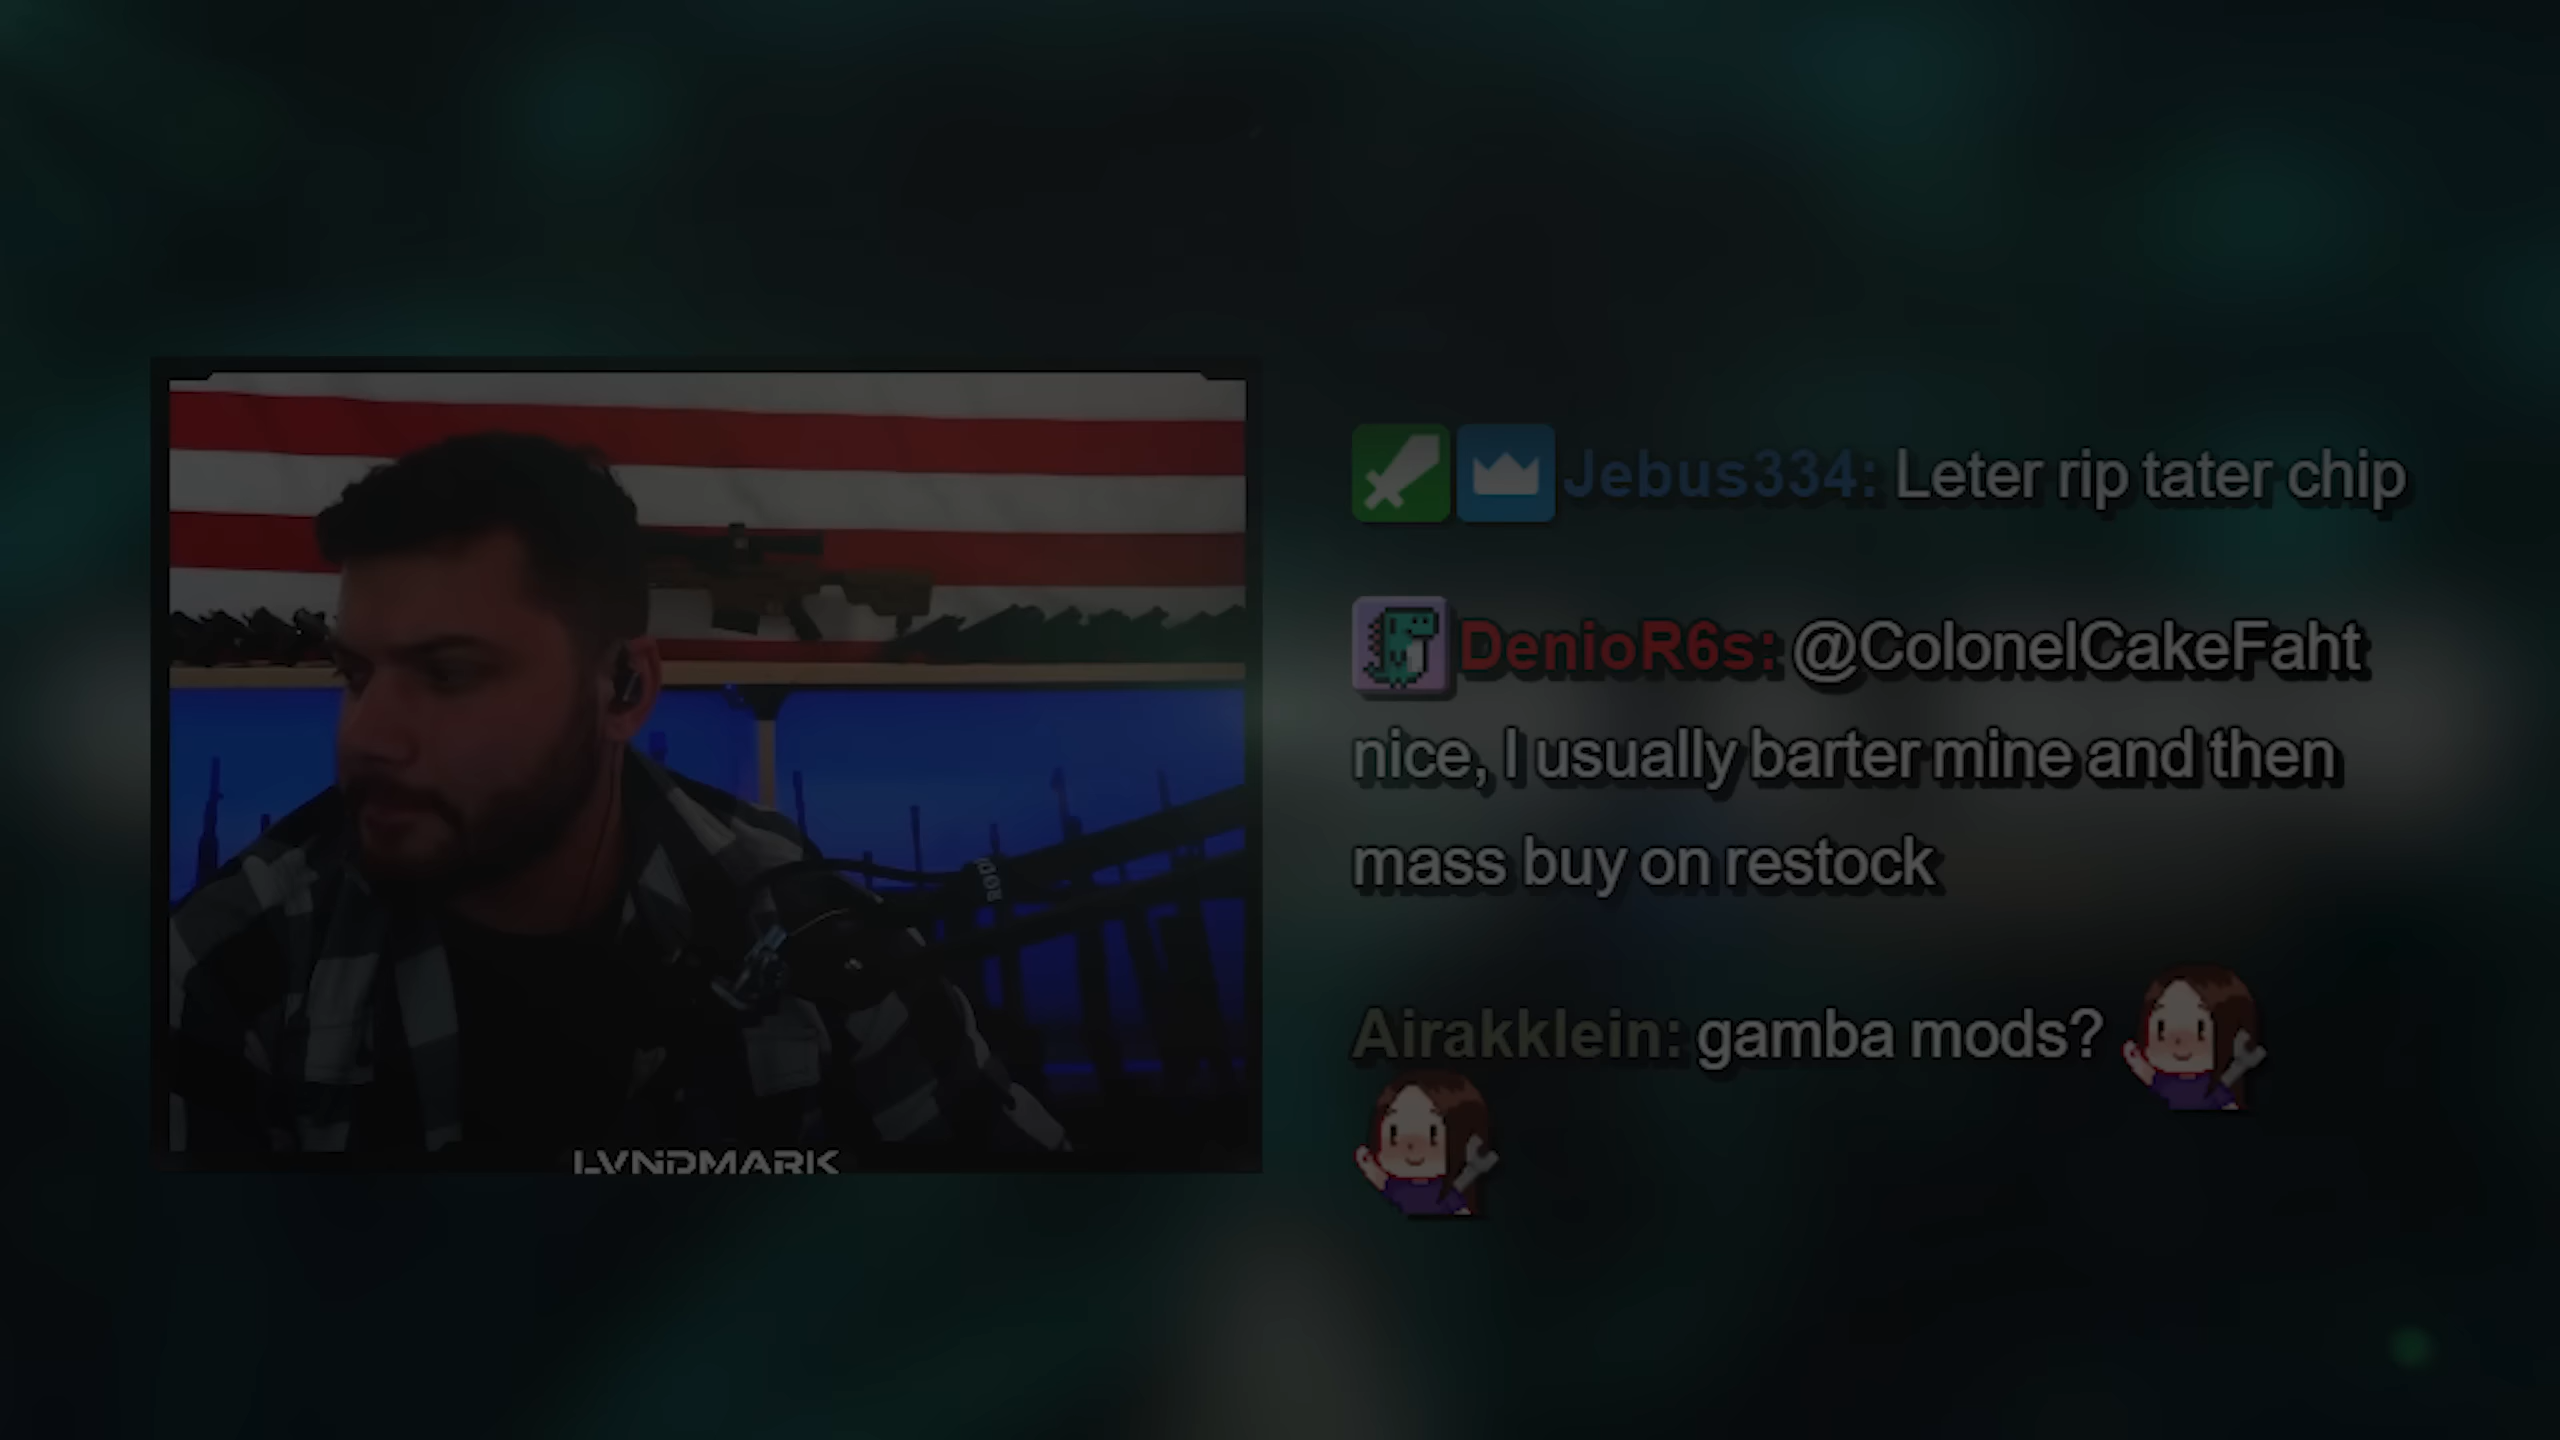 Jebus334: Leter rip tater chip
DenioR6s: @ColonelCakeFaht
nice, I usually barter mine and then
mass buy on restock
Airakklein: gamba mods?
LVNDMARK
RODE